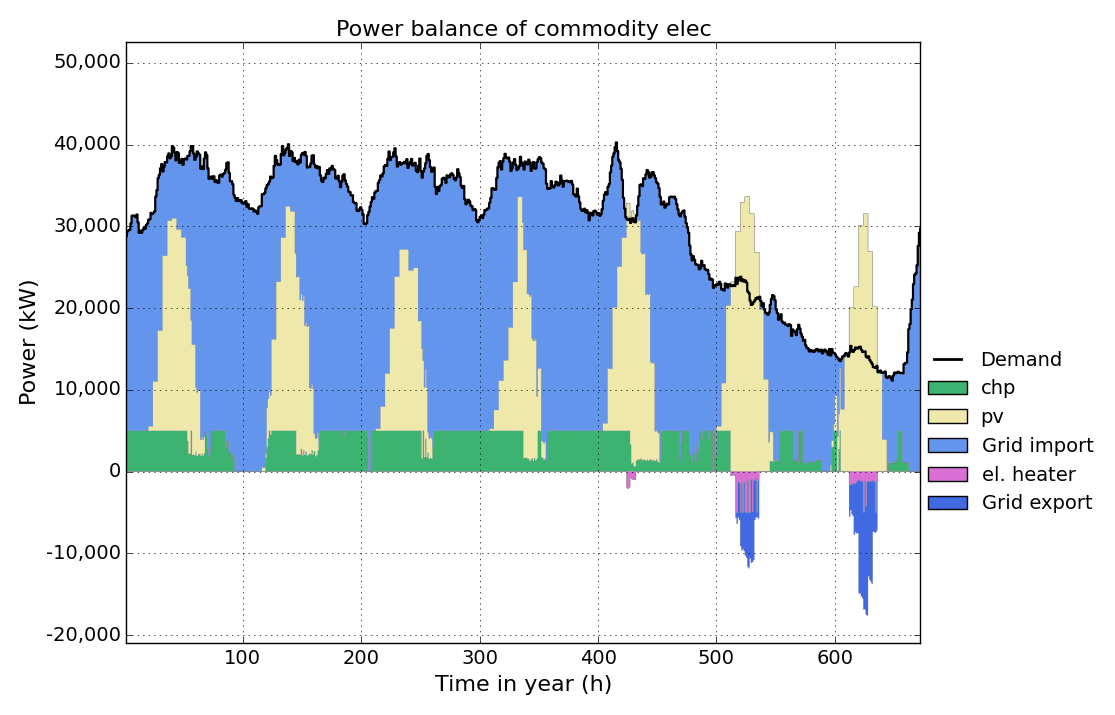 Power balance of commodity elec
50,000
40,000
30,000
20,000
10,000
0
-10,000
-20,000
Power (kW)
100 200 300 400 500 600
Time in year (h)
Demand
chp
pv
Grid import
el. heater
Grid export